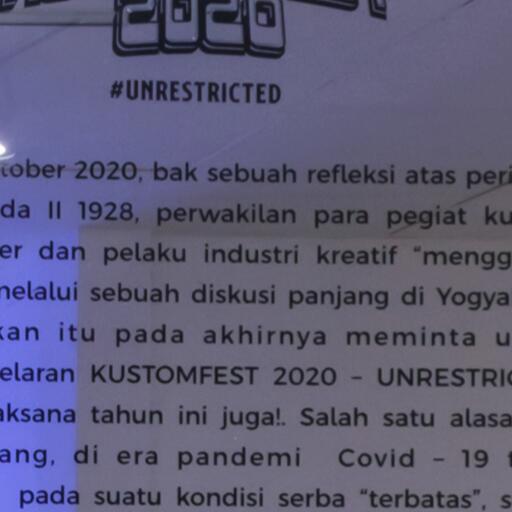 2020
#UNRESTRICTED
tober 2020, bak sebuah refleksi atas peri
da II 1928, perwakilan para pegiat ku
er dan pelaku industri kreatif “mengg
nelalui sebuah diskusi panjang di Yogya
kan itu pada akhirnya meminta u
elaran KUSTOMFEST 2020 – UNRESTRIC
aksana tahun ini juga!. Salah satu alasa
ang, di era pandemi Covid – 19 t
pada suatu kondisi serba “terbatas”, s